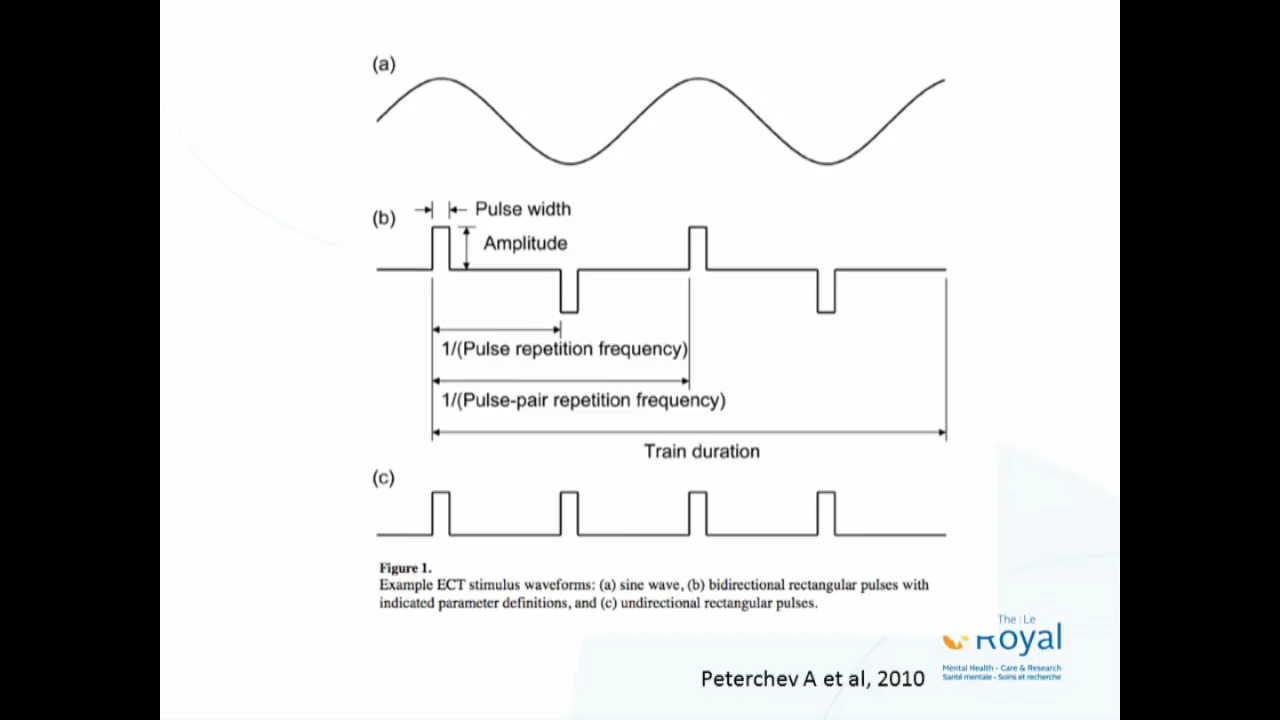 (a)
(b)
Pulse width
Amplitude
1/(Pulse repetition frequency)
1/(Pulse-pair repetition frequency)
Train duration
(c)
Figure 1.
Example ECT stimulus waveforms: (a) sine wave, (b) bidirectional rectangular pulses with
indicated parameter definitions, and (c) undirectional rectangular pulses.
The Le
Royal
Mental Health - Care & Research
Santé mentale - Soins et recherche
Peterchev A et al, 2010